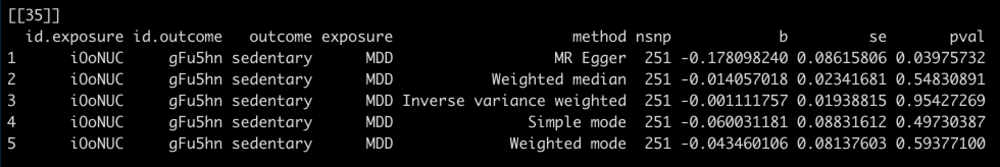 [[35]]
  id.exposure id.outcome   outcome exposure                    method nsnp            b         se       pval
1      iOoNUC     gFu5hn sedentary      MDD                  MR Egger  251 -0.178098240 0.08615806 0.03975732
2      iOoNUC     gFu5hn sedentary      MDD           Weighted median  251 -0.014057018 0.02341681 0.54830891
3      iOoNUC     gFu5hn sedentary      MDD Inverse variance weighted  251 -0.001111757 0.01938815 0.95427269
4      iOoNUC     gFu5hn sedentary      MDD               Simple mode  251 -0.060031181 0.08831612 0.49730387
5      iOoNUC     gFu5hn sedentary      MDD             Weighted mode  251 -0.043460106 0.08137603 0.59377100